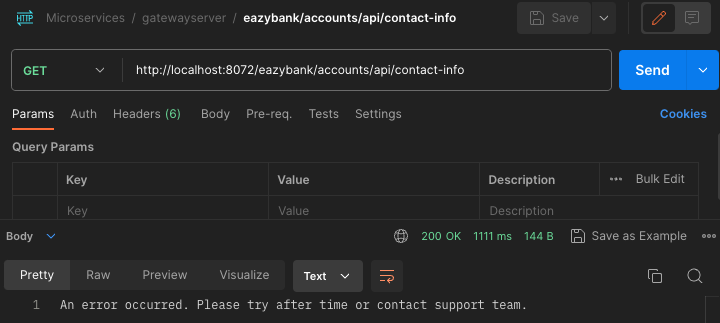 HTTP Microservices / gatewayserver / eazybank/accounts/api/contact-info Save
GET http://localhost:8072/eazybank/accounts/api/contact-info Send
Params Auth Headers (6) Body Pre-req. Tests Settings Cookies
Query Params
Key Value Description ••• Bulk Edit
Key Value Description
Body 200 OK 1111 ms 144 B Save as Example •••
Pretty Raw Preview Visualize Text
1 An error occurred. Please try after time or contact support team.